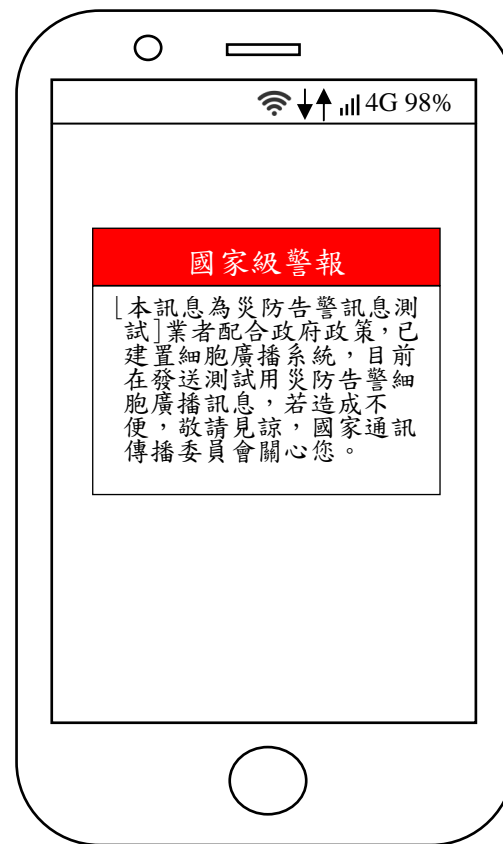 4G 98%
國家級警報
[本訊息為災防告警訊息測
試]業者配合政府政策,已
建置細胞廣播系統,目前
在發送測試用災防告警細
胞廣播訊息,若造成不
便,敬請見諒,國家通訊
傳播委員會關心您。